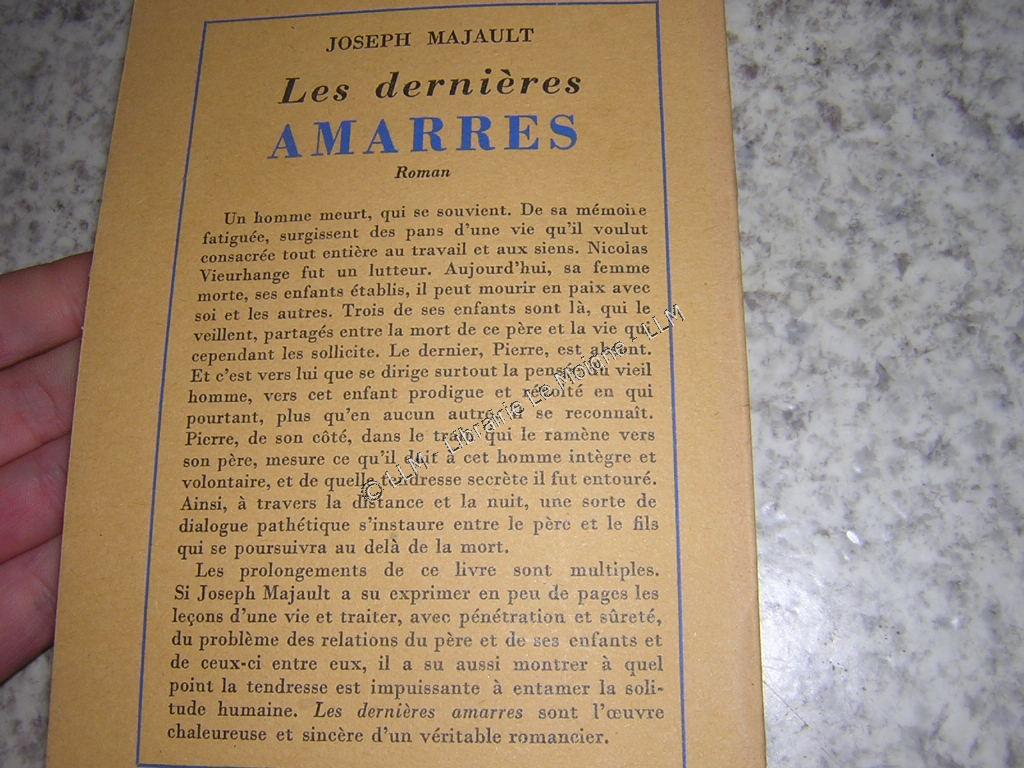 JOSEPH MAJAULT
Les dernières
AMARRES
Roman
Un homme meurt, qui se souvient. De sa mémoire
fatiguée, surgissent des pans d'une vie qu'il voulut
consacrée tout entière au travail et aux siens. Nicolas
Vieurhange fut un lutteur. Aujourd'hui, sa femme
morte, ses enfants établis, il peut mourir en paix avec
soi et les autres. Trois de ses enfants sont là, qui le
veillent, partagés entre la mort de ce père et la vie qui
cependant les sollicite. Le dernier, Pierre, est absent.
Et c'est vers lui que se dirige surtout la pensée du vieil
homme, vers cet enfant prodigue et révolté en qui
pourtant, plus qu'en aucun autre, il se reconnaît.
Pierre, de son côté, dans le train qui le ramène vers
son père, mesure ce qu'il doit à cet homme intègre et
volontaire, et de quelle tendresse secrète il fut entouré.
Ainsi, à travers la distance et la nuit, une sorte de
dialogue pathétique s'instaure entre le père et le fils
qui se poursuivra au delà de la mort.
Les prolongements de ce livre sont multiples.
Si Joseph Majault a su exprimer en peu de pages les
leçons d'une vie et traiter, avec pénétration et sûreté,
du problème des relations du père et de ses enfants et
de ceux-ci entre eux, il a su aussi montrer à quel
point la tendresse est impuissante à entamer la soli-
tude humaine. Les dernières amarres sont l'œuvre
chaleureuse et sincère d'un véritable romancier.
© LLM - Librairie Le Moione - LLM